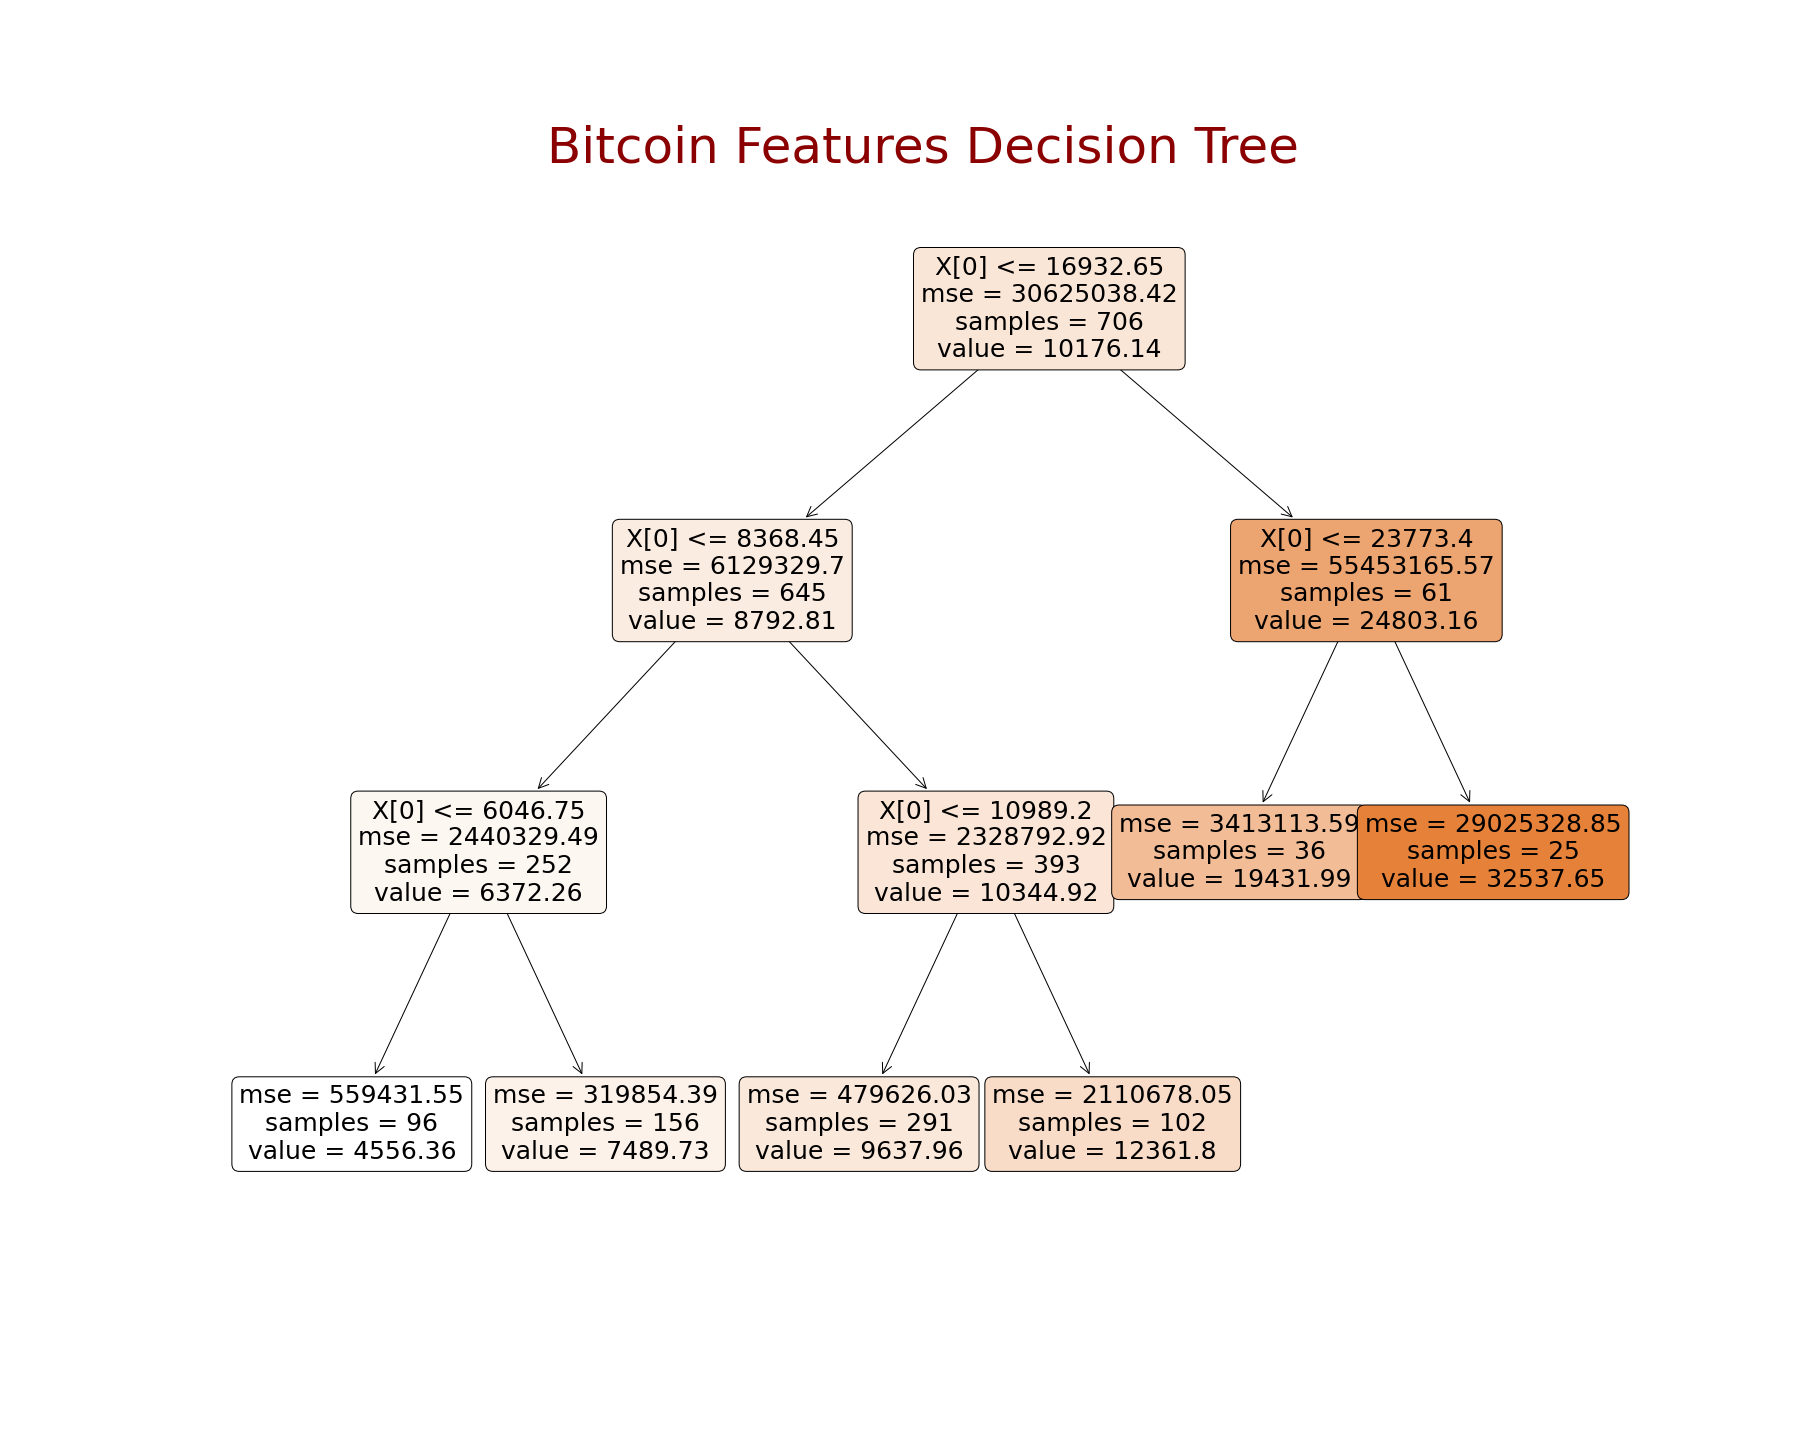 Bitcoin Features Decision Tree
X[0] <= 16932.65
mse = 30625038.42
samples = 706
value = 10176.14
X[0] <= 8368.45
mse = 6129329.7
samples = 645
value = 8792.81
X[0] <= 23773.4
mse = 55453165.57
samples = 61
value = 24803.16
X[0] <= 6046.75
mse = 2440329.49
samples = 252
value = 6372.26
X[0] <= 10989.2
mse = 2328792.92
samples = 393
value = 10344.92
mse = 3413113.59
samples = 36
value = 19431.99
mse = 29025328.85
samples = 25
value = 32537.65
mse = 559431.55
samples = 96
value = 4556.36
mse = 319854.39
samples = 156
value = 7489.73
mse = 479626.03
samples = 291
value = 9637.96
mse = 2110678.05
samples = 102
value = 12361.8